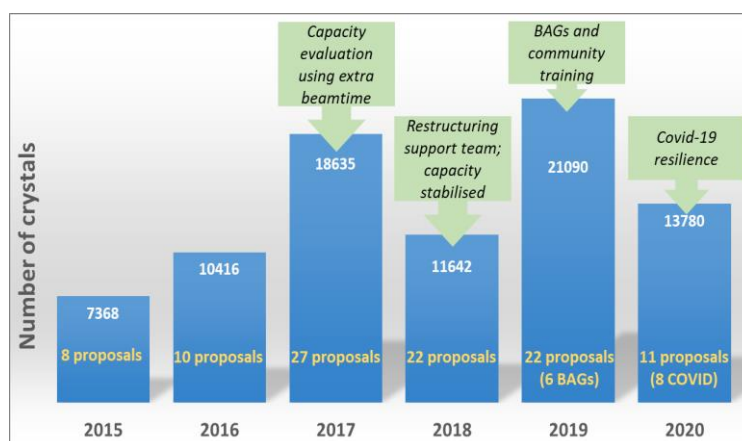 Number of crystals
Capacity
evaluation
using extra
beamtime
BAGs and
community
training
Restructuring
support team;
capacity
stabilised
Covid-19
resilience
7368
10416
18635
11642
21090
13780
8 proposals
10 proposals
27 proposals
22 proposals
22 proposals
(6 BAGs)
11 proposals
(8 COVID)
2015
2016
2017
2018
2019
2020